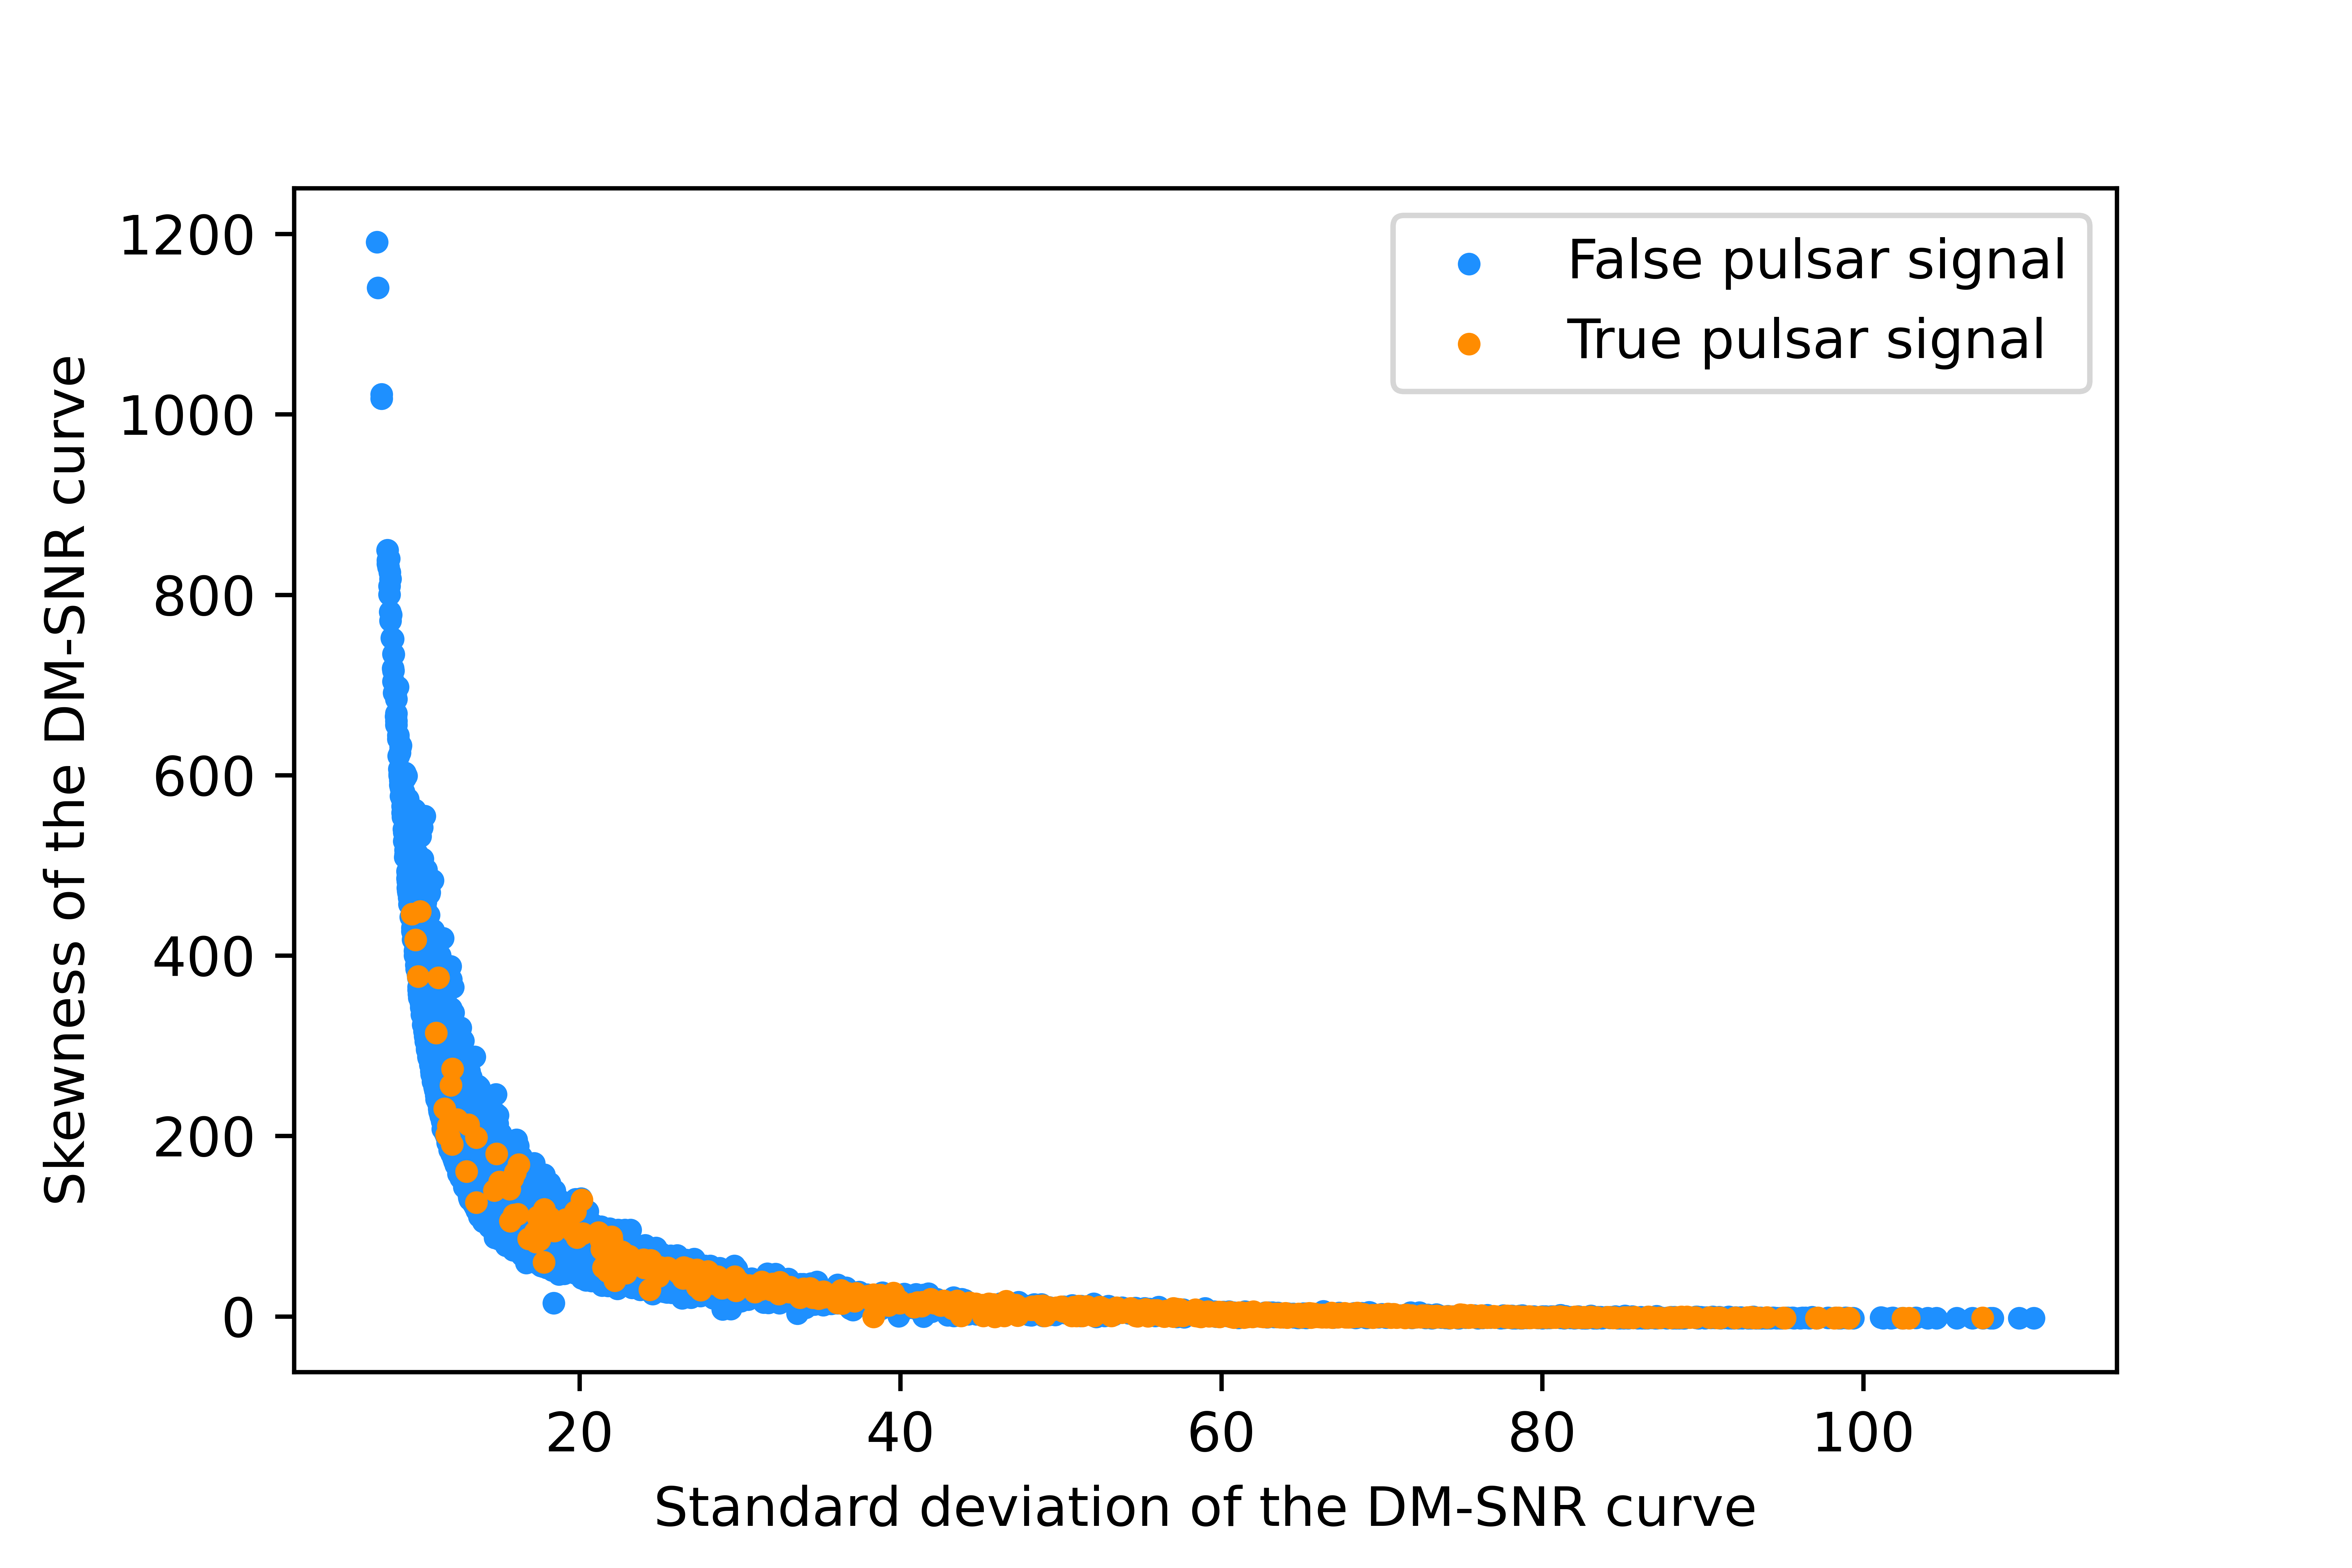 1200
1000
800
600
400
200
0
Skewness of the DM-SNR curve
False pulsar signal
True pulsar signal
20 40 60 80 100
Standard deviation of the DM-SNR curve